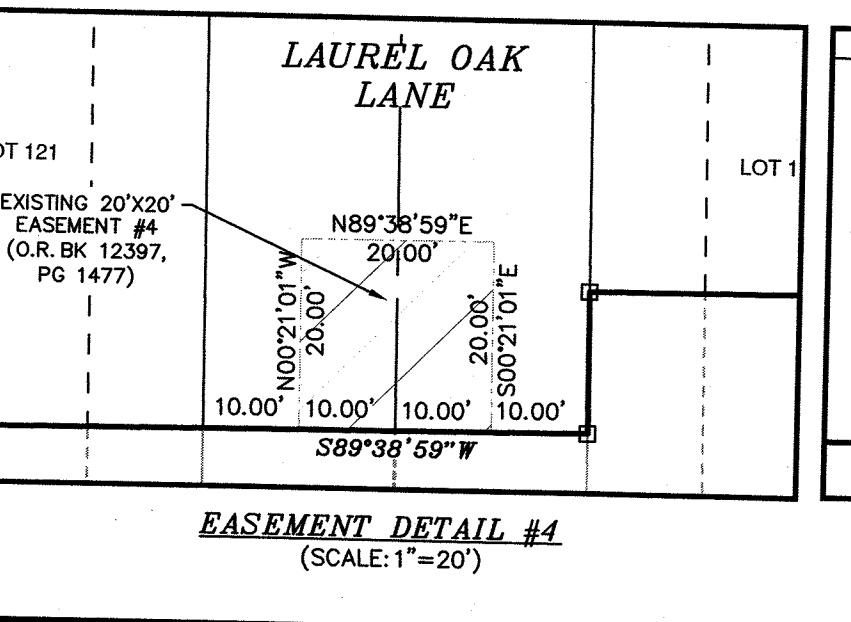 LAUREL OAK
LANE
OT 121
LOT 1
EXISTING 20'X20'
EASEMENT #4
(O.R. BK 12397,
PG 1477)
N89°38'59"E
20.00'
N00°21'01"W
20.00'
20.00'
S00°21'01"E
10.00' 10.00' 10.00' 10.00'
S89°38'59"W
EASEMENT DETAIL #4
(SCALE: 1"=20')